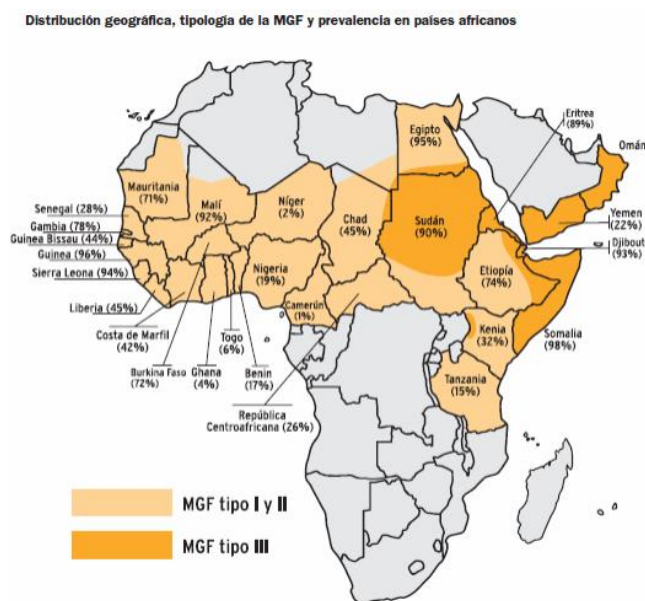 Distribución geográfica, tipología de la MGF y prevalencia en países africanos
Eritrea
(89%)
Egipto
(95%)
Omán
Mauritania
(71%)
Malí
(92%)
Níger
(2%)
Chad
(45%)
Sudán
(90%)
Yemen
(22%)
Senegal (28%)
Gambia (78%)
Guinea Bissau (44%)
Guinea (96%)
Sierra Leona (94%)
Djibout
(93%)
Nigeria
(19%)
Etiopía
(74%)
Liberia (45%)
Camerún
(1%)
Kenia
(32%)
Somalia
(98%)
Costa de Marfil
(42%)
Togo
(6%)
Burkina Faso
(72%)
Ghana
(4%)
Benin
(17%)
Tanzania
(15%)
República
Centroafricana (26%)
MGF tipo I y II
MGF tipo III